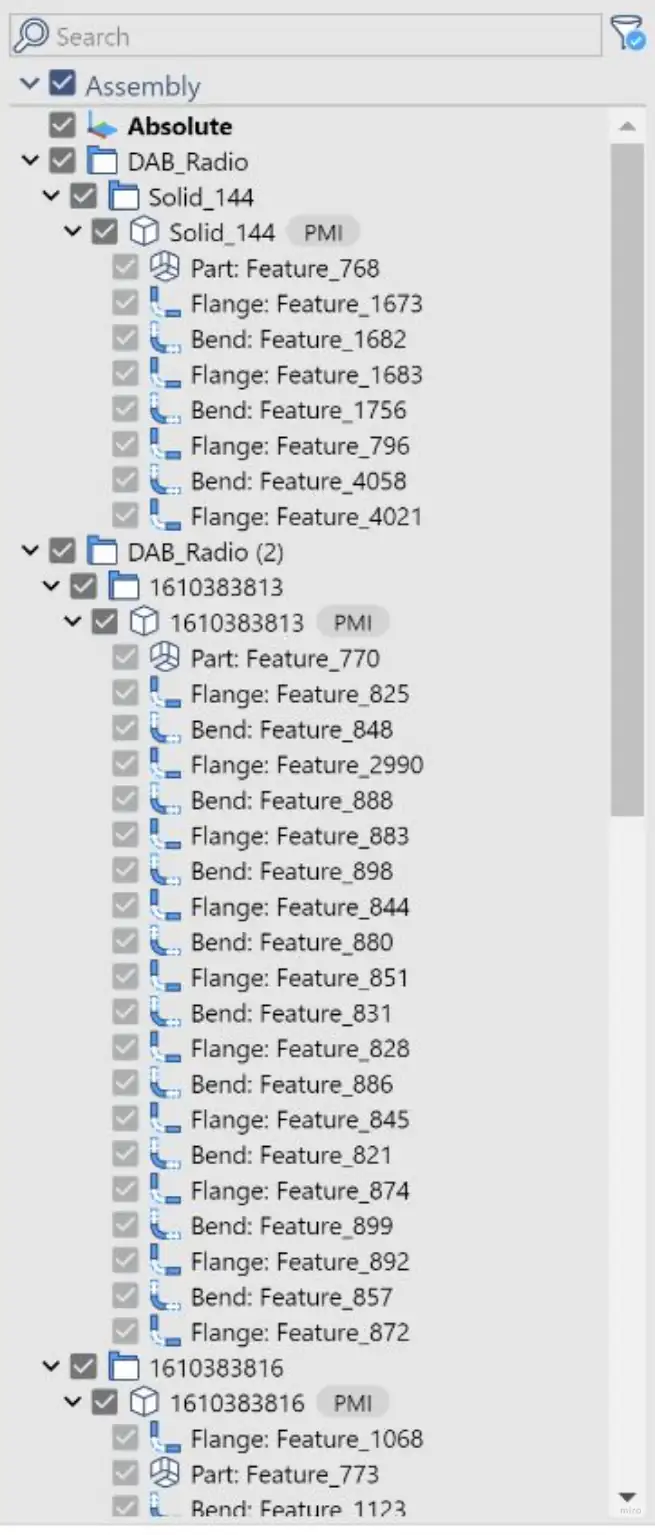 Search
Assembly
Absolute
DAB_Radio
Solid_144
Solid_144 PMI
Part: Feature_768
Flange: Feature_1673
Bend: Feature_1682
Flange: Feature_1683
Bend: Feature_1756
Flange: Feature_796
Bend: Feature_4058
Flange: Feature_4021
DAB_Radio (2)
1610383813
1610383813 PMI
Part: Feature_770
Flange: Feature_825
Bend: Feature_848
Flange: Feature_2990
Bend: Feature_888
Flange: Feature_883
Bend: Feature_898
Flange: Feature_844
Bend: Feature_880
Flange: Feature_851
Bend: Feature_831
Flange: Feature_828
Bend: Feature_886
Flange: Feature_845
Bend: Feature_821
Flange: Feature_874
Bend: Feature_899
Flange: Feature_892
Bend: Feature_857
Flange: Feature_872
1610383816
1610383816 PMI
Flange: Feature_1068
Part: Feature_773
Bend: Feature_1123
miro